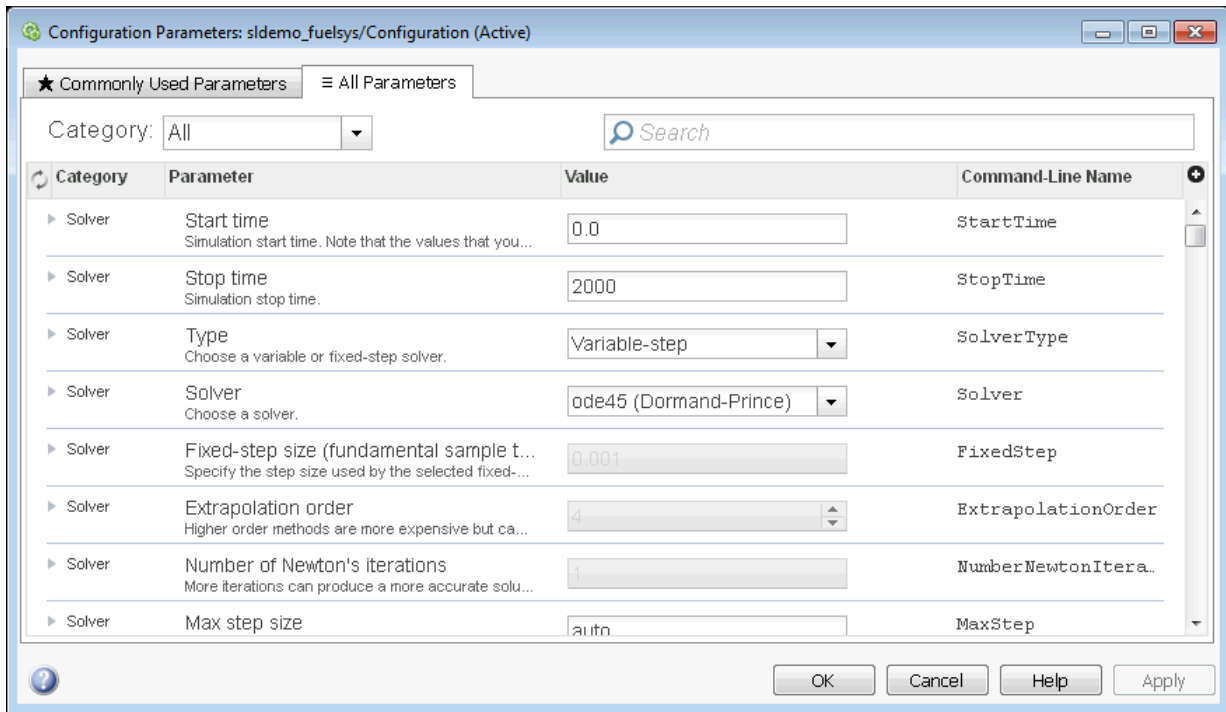 Configuration Parameters: sldemo_fuelsys/Configuration (Active)
★ Commonly Used Parameters
≡ All Parameters
Category: All
Search
Category Parameter Value Command-Line Name
Solver Start time 0.0 StartTime
Simulation start time. Note that the values that you...
Solver Stop time 2000 StopTime
Simulation stop time.
Solver Type Variable-step SolverType
Choose a variable or fixed-step solver.
Solver Solver ode45 (Dormand-Prince) Solver
Choose a solver.
Solver Fixed-step size (fundamental sample t... 0.001 FixedStep
Specify the step size used by the selected fixed-...
Solver Extrapolation order 4 ExtrapolationOrder
Higher order methods are more expensive but ca...
Solver Number of Newton's iterations 1 NumberNewtonItera…
More iterations can produce a more accurate solu...
Solver Max step size auto MaxStep
OK Cancel Help Apply